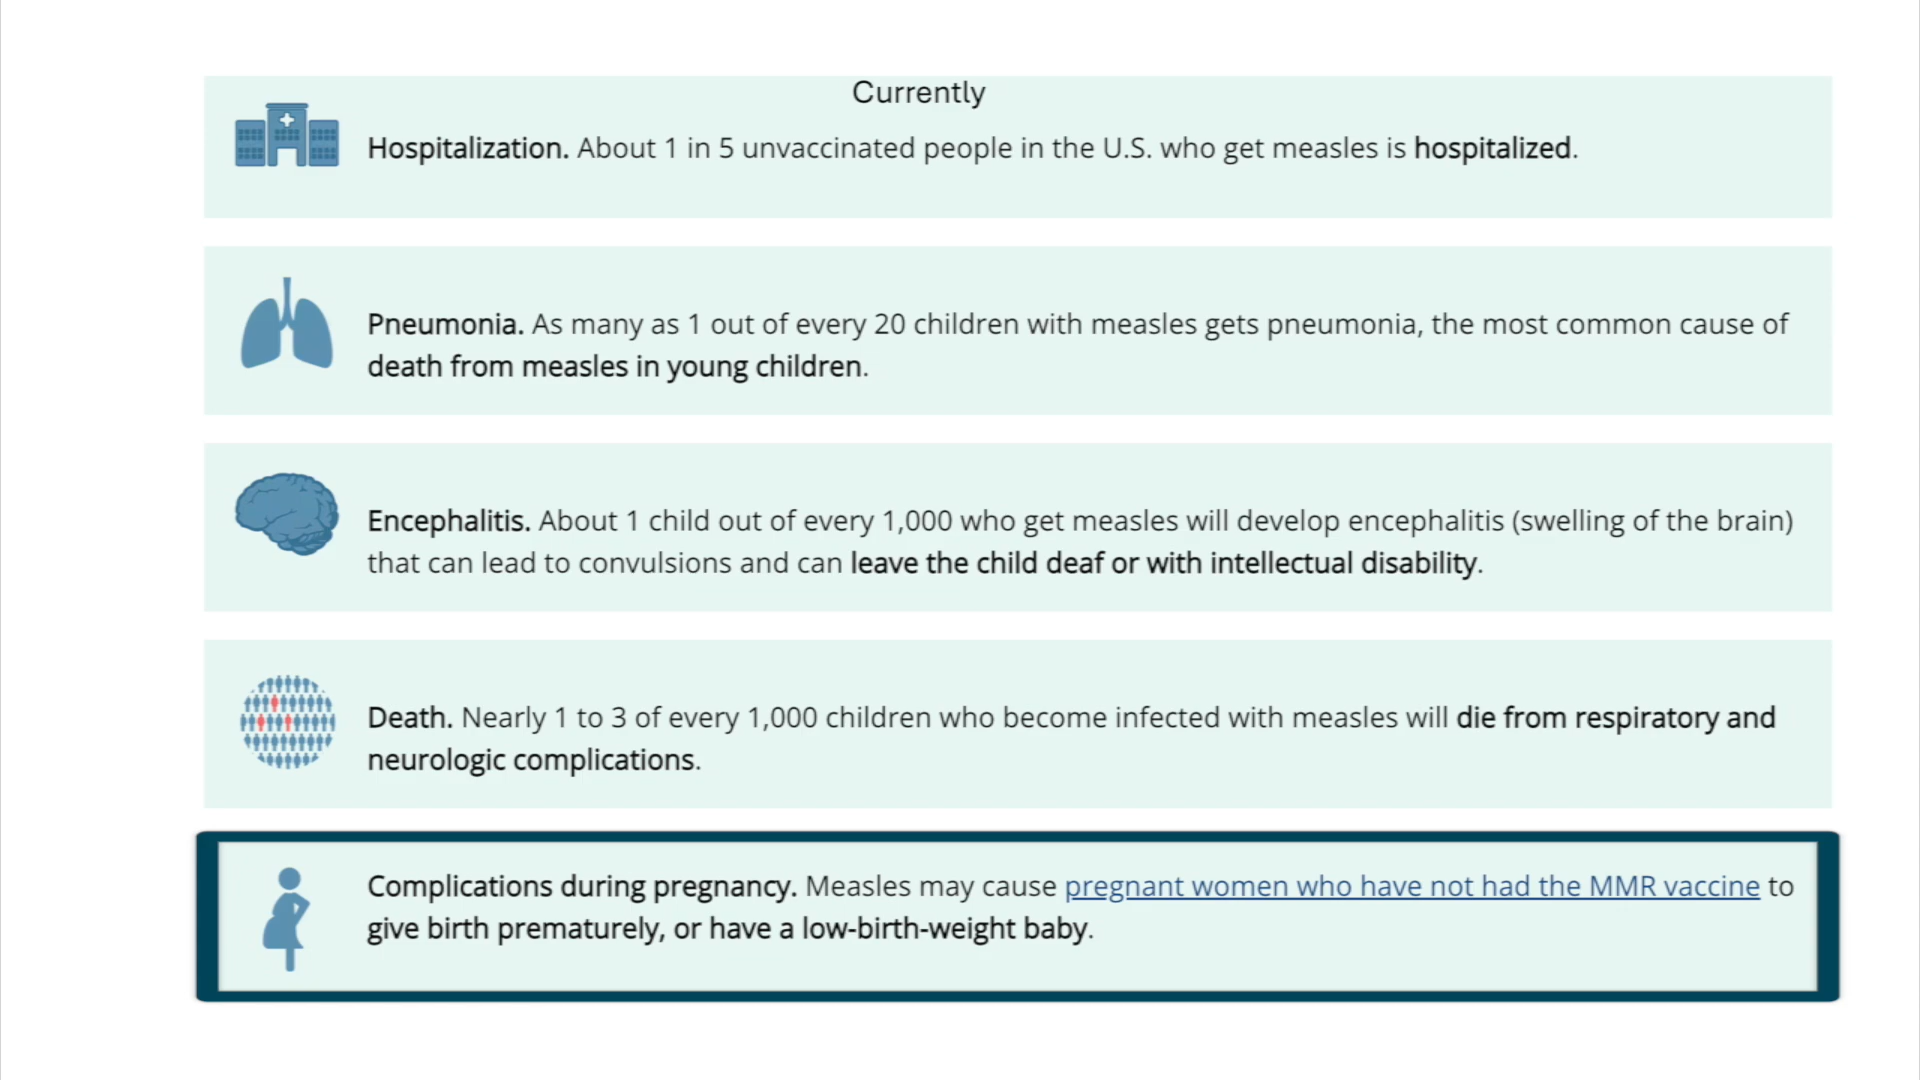 Currently
Hospitalization. About 1 in 5 unvaccinated people in the U.S. who get measles is hospitalized.
Pneumonia. As many as 1 out of every 20 children with measles gets pneumonia, the most common cause of
death from measles in young children.
Encephalitis. About 1 child out of every 1,000 who get measles will develop encephalitis (swelling of the brain)
that can lead to convulsions and can leave the child deaf or with intellectual disability.
Death. Nearly 1 to 3 of every 1,000 children who become infected with measles will die from respiratory and
neurologic complications.
Complications during pregnancy. Measles may cause pregnant women who have not had the MMR vaccine to
give birth prematurely, or have a low-birth-weight baby.